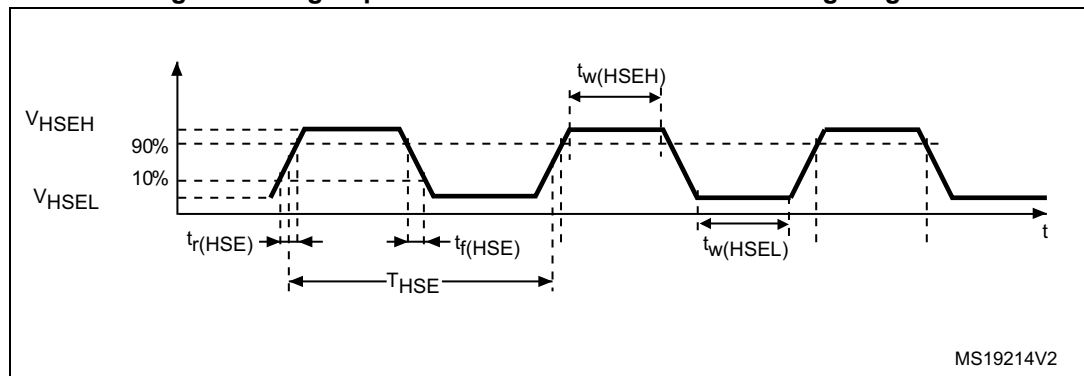 tw(HSEH)
VHSEH
90%
10%
VHSEL
tr(HSE)
tf(HSE)
tw(HSEL)
t
THSE
MS19214V2